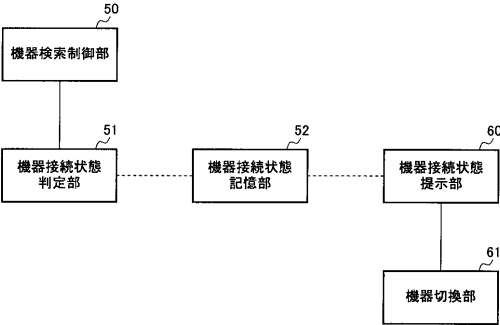 50
機器検索制御部
51
機器接続状態
判定部
52
機器接続状態
記憶部
60
機器接続状態
提示部
61
機器切換部